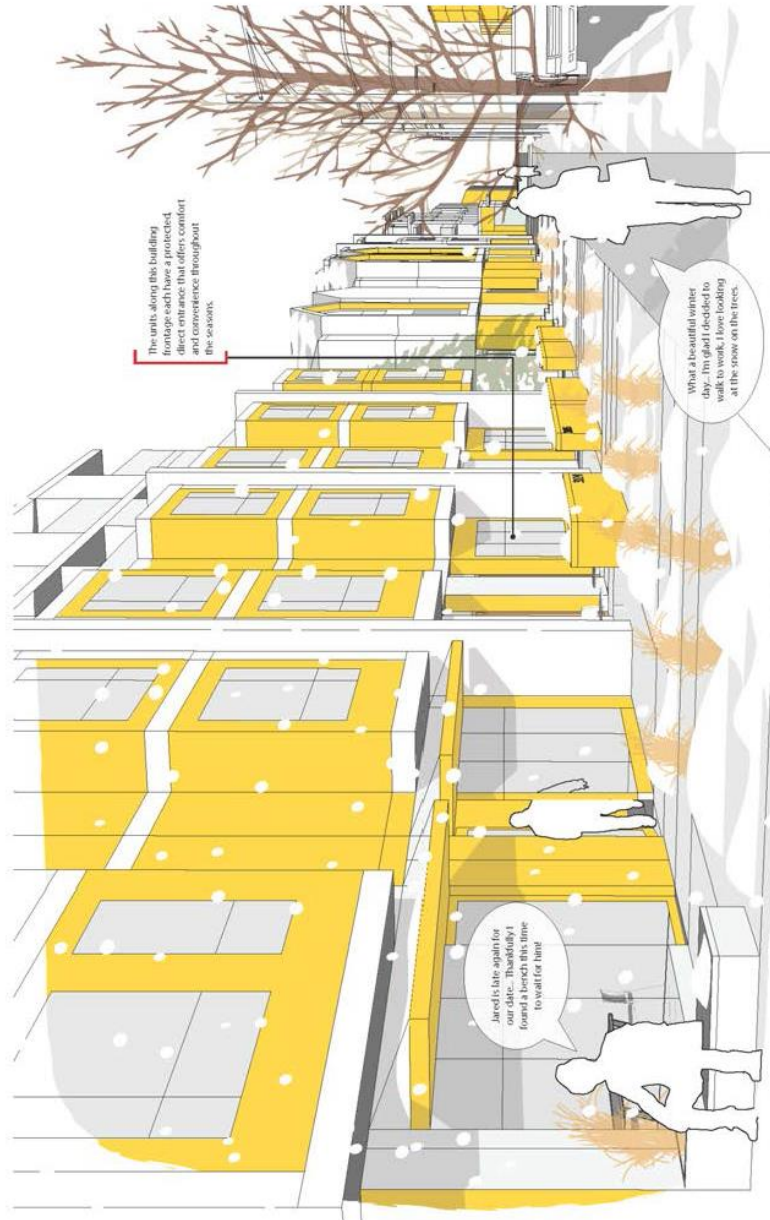 The units along this building
frontage each have a protected,
direct entrance that offers comfort
and convenience throughout
the seasons.
Jared is late again for
our date... Thankfully I
found a bench this time
to wait for him!
What a beautiful winter
day... I'm glad I decided to
walk to work, I love looking
at the snow on the trees.